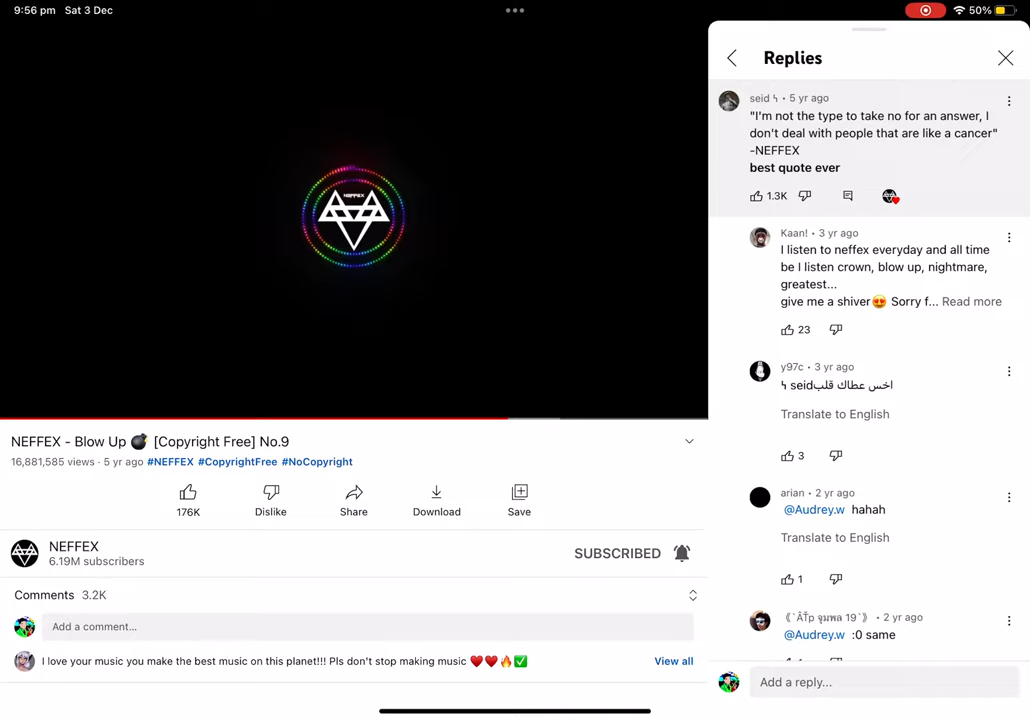 9:56 pm Sat 3 Dec
50%
NEFFEX
NEFFEX - Blow Up 💣 [Copyright Free] No.9
16,881,585 views · 5 yr ago #NEFFEX #CopyrightFree #NoCopyright
176K
Dislike
Share
Download
Save
NEFFEX
6.19M subscribers
SUBSCRIBED
Comments 3.2K
Add a comment...
I love your music you make the best music on this planet!!! Pls don't stop making music ❤️❤️🔥✅
View all
Replies
seid ϟ • 5 yr ago
"I'm not the type to take no for an answer, I
don't deal with people that are like a cancer"
-NEFFEX
best quote ever
1.3K
Kaan! • 3 yr ago
I listen to neffex everyday and all time
be I listen crown, blow up, nightmare,
greatest...
give me a shiver😍 Sorry f... Read more
23
y97c • 3 yr ago
ϟ seidاخس عطاك قلب
Translate to English
3
arian • 2 yr ago
@Audrey.w hahah
Translate to English
1
《`ÂŤp จุมพล 19`》 • 2 yr ago
@Audrey.w :0 same
Add a reply...